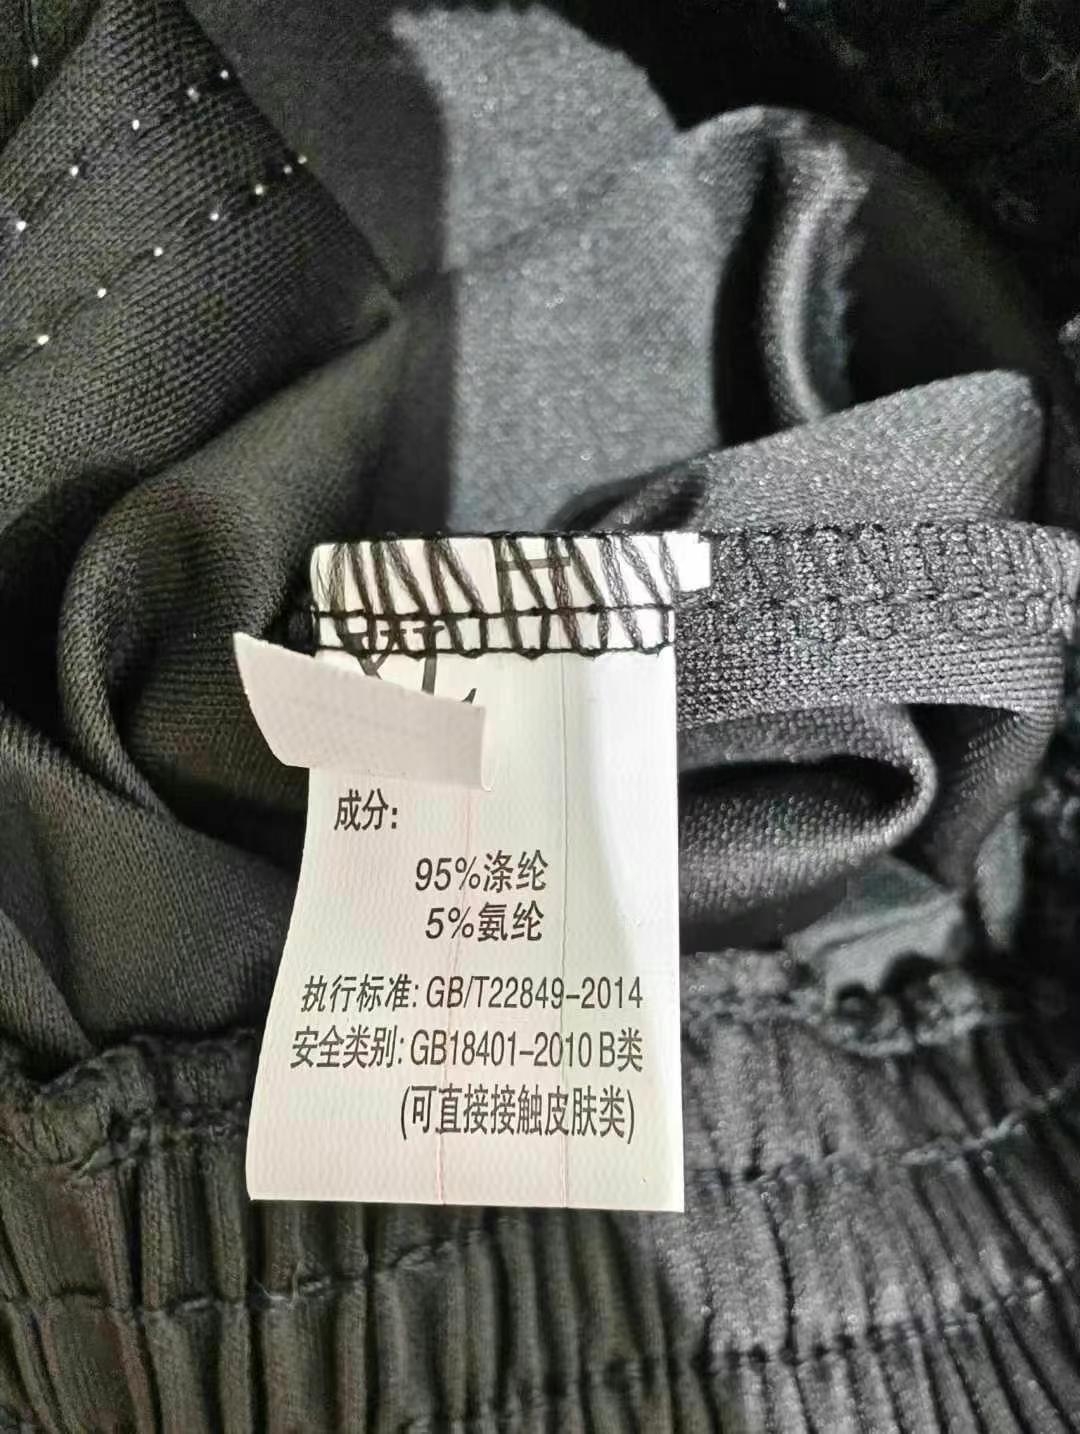 成分:
95%涤纶
5%氨纶
执行标准: GB/T22849-2014
安全类别: GB18401-2010 B类
(可直接接触皮肤类)